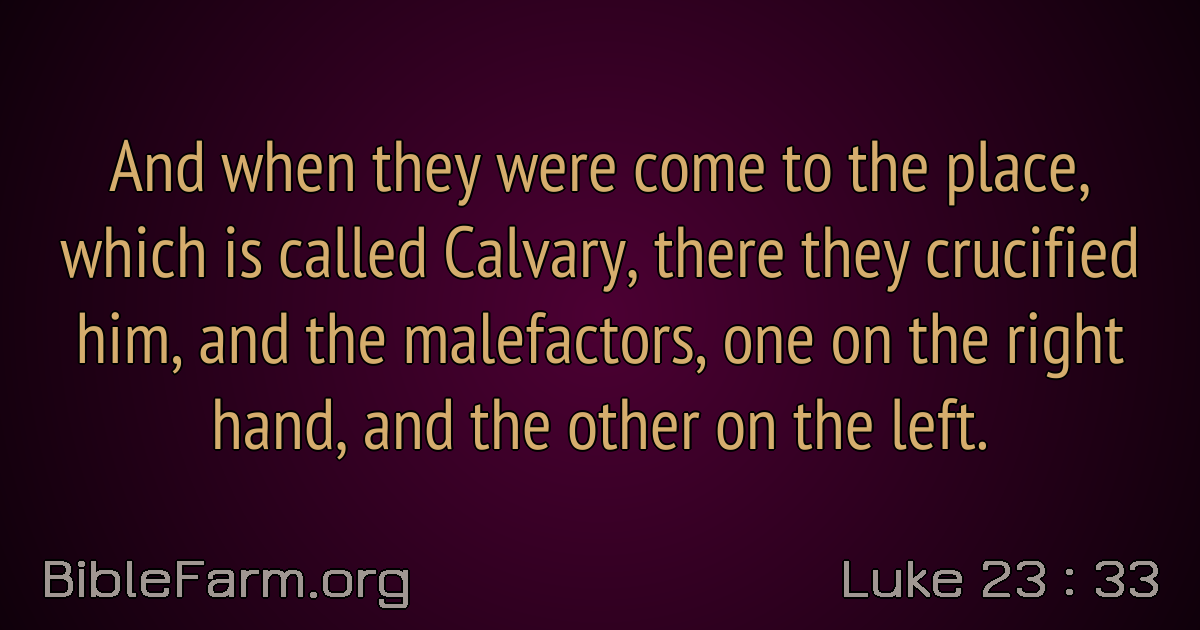 And when they were come to the place,
which is called Calvary, there they crucified
him, and the malefactors, one on the right
hand, and the other on the left.
BibleFarm.org
Luke 23 : 33